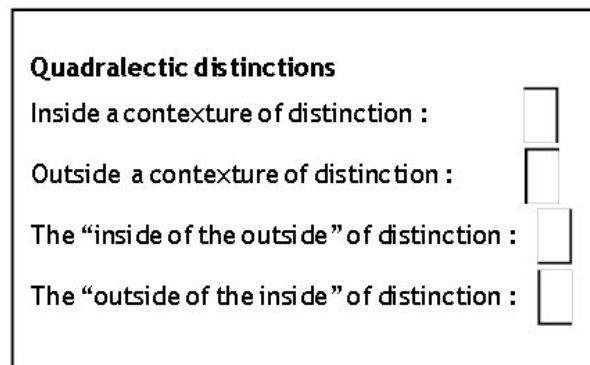 Quadralectic distinctions
Inside a contexture of distinction :
Outside a contexture of distinction :
The “inside of the outside” of distinction :
The “outside of the inside” of distinction :